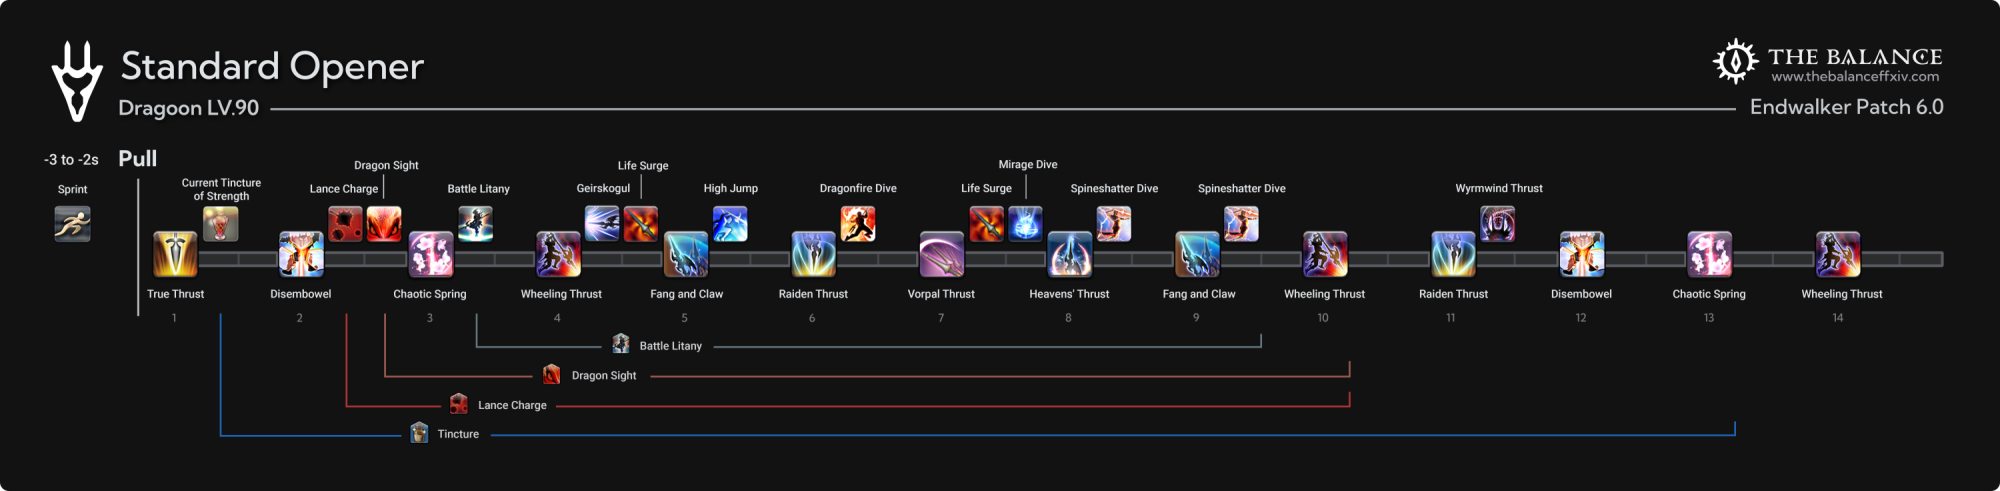 Standard Opener
THE BALANCE
www.thebalanceffxiv.com
Dragoon LV.90
Endwalker Patch 6.0
-3 to -2s
Pull
Sprint
Current Tincture
of Strength
Lance Charge
Dragon Sight
Battle Litany
Geirskogul
Life Surge
High Jump
Dragonfire Dive
Life Surge
Mirage Dive
Spineshatter Dive
Spineshatter Dive
Wyrmwind Thrust
True Thrust
Disembowel
Chaotic Spring
Wheeling Thrust
Fang and Claw
Raiden Thrust
Vorpal Thrust
Heavens' Thrust
Fang and Claw
Wheeling Thrust
Raiden Thrust
Disembowel
Chaotic Spring
Wheeling Thrust
1
2
3
4
5
6
7
8
9
10
11
12
13
14
Battle Litany
Dragon Sight
Lance Charge
Tincture